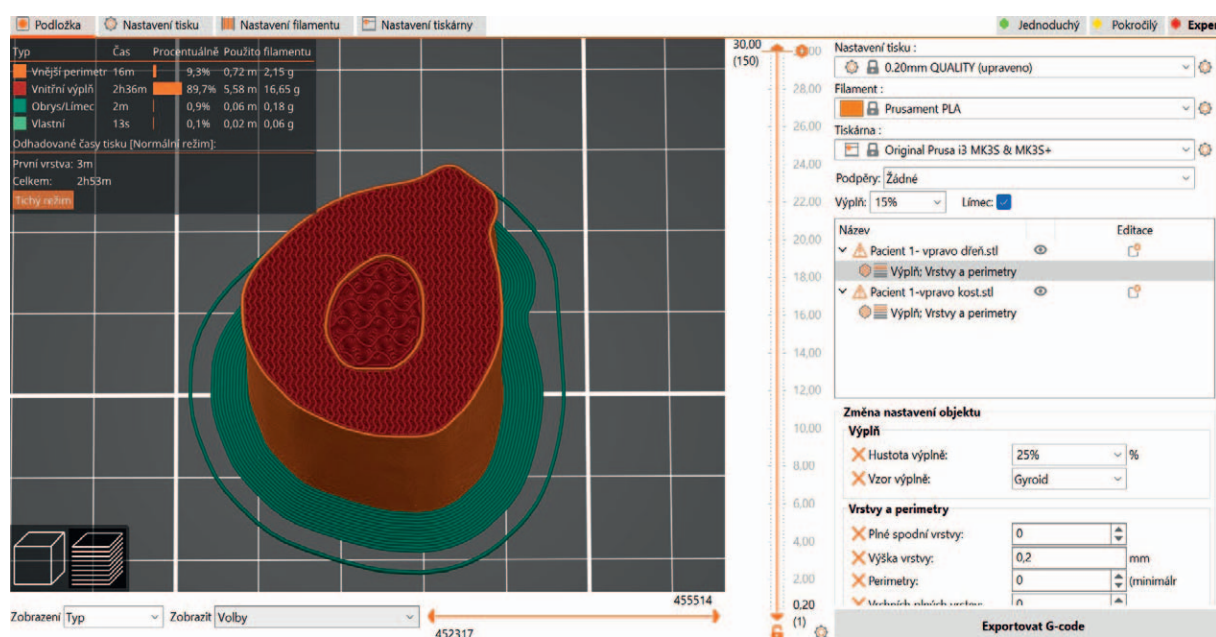 Podložka Nastavení tisku Nastavení filamentu Nastavení tiskárny Jednoduchý Pokročilý Exper
Typ Čas Procentuálně Použito filamentu
Vnější perimetr 16m 9,3% 0,72 m 2,15 g
Vnitřní výplň 2h36m 89,7% 5,58 m 16,65 g
Obrys/Límec 2m 0,9% 0,06 m 0,18 g
Vlastní 13s 0,1% 0,02 m 0,06 g
Odhadované časy tisku [Normální režim]:
První vrstva: 3m
Celkem: 2h53m
Tichý režim
30,00
(150)
28,00
26,00
24,00
22,00
20,00
18,00
16,00
14,00
12,00
10,00
8,00
6,00
4,00
2,00
0,20
(1)
Nastavení tisku :
0.20mm QUALITY (upraveno)
Filament :
Prusament PLA
Tiskárna :
Original Prusa i3 MK3S & MK3S+
Podpěry: Žádné
Výplň: 15% Límec:
Název Editace
Pacient 1- vpravo dřeň.stl
Výplň: Vrstvy a perimetry
Pacient 1-vpravo kost.stl
Výplň: Vrstvy a perimetry
Změna nastavení objektu
Výplň
Hustota výplně: 25% %
Vzor výplně: Gyroid
Vrstvy a perimetry
Plné spodní vrstvy: 0
Výška vrstvy: 0,2 mm
Perimetry: 0 (minimálr
Vrchních plných vrstev: 0
Exportovat G-code
455514
Zobrazení Typ Zobrazit Volby
452317